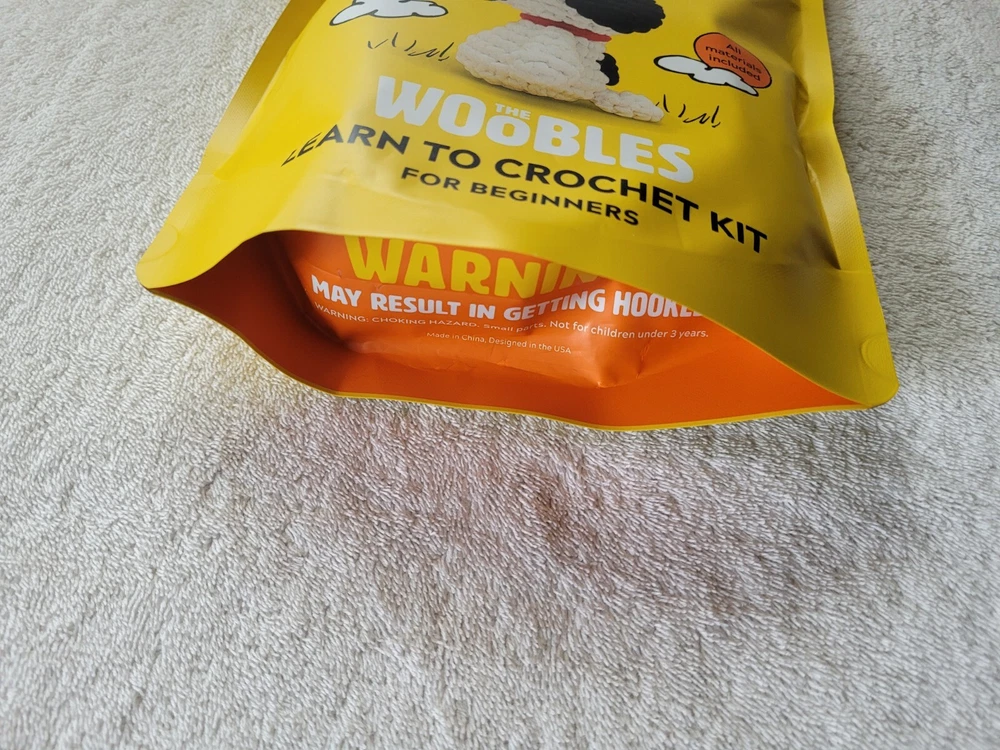 All
materials
included
THE
WOOBLES
LEARN TO CROCHET KIT
FOR BEGINNERS
WARNIN
MAY RESULT IN GETTING HOOKE
WARNING: CHOKING HAZARD. Small parts. Not for children under 3 years.
Made in China, Designed in the USA